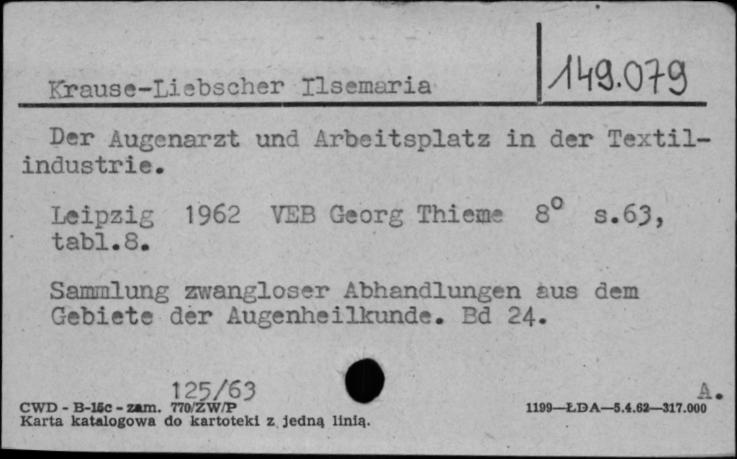 Krause-Liebscher Ilsemaria 149.079
Der Augenarzt und Arbeitsplatz in der Textil-
industrie.
Leipzig 1962 VEB Georg Thieme 8° s.63,
tabl.8.
Sammlung zwangloser Abhandlungen aus dem
Gebiete der Augenheilkunde. Bd 24.
125/63 A.
CWD - B-15c - zam. 770/ZW/P 1199—ŁDA—5.4.62—317.000
Karta katalogowa do kartoteki z jedną linią.